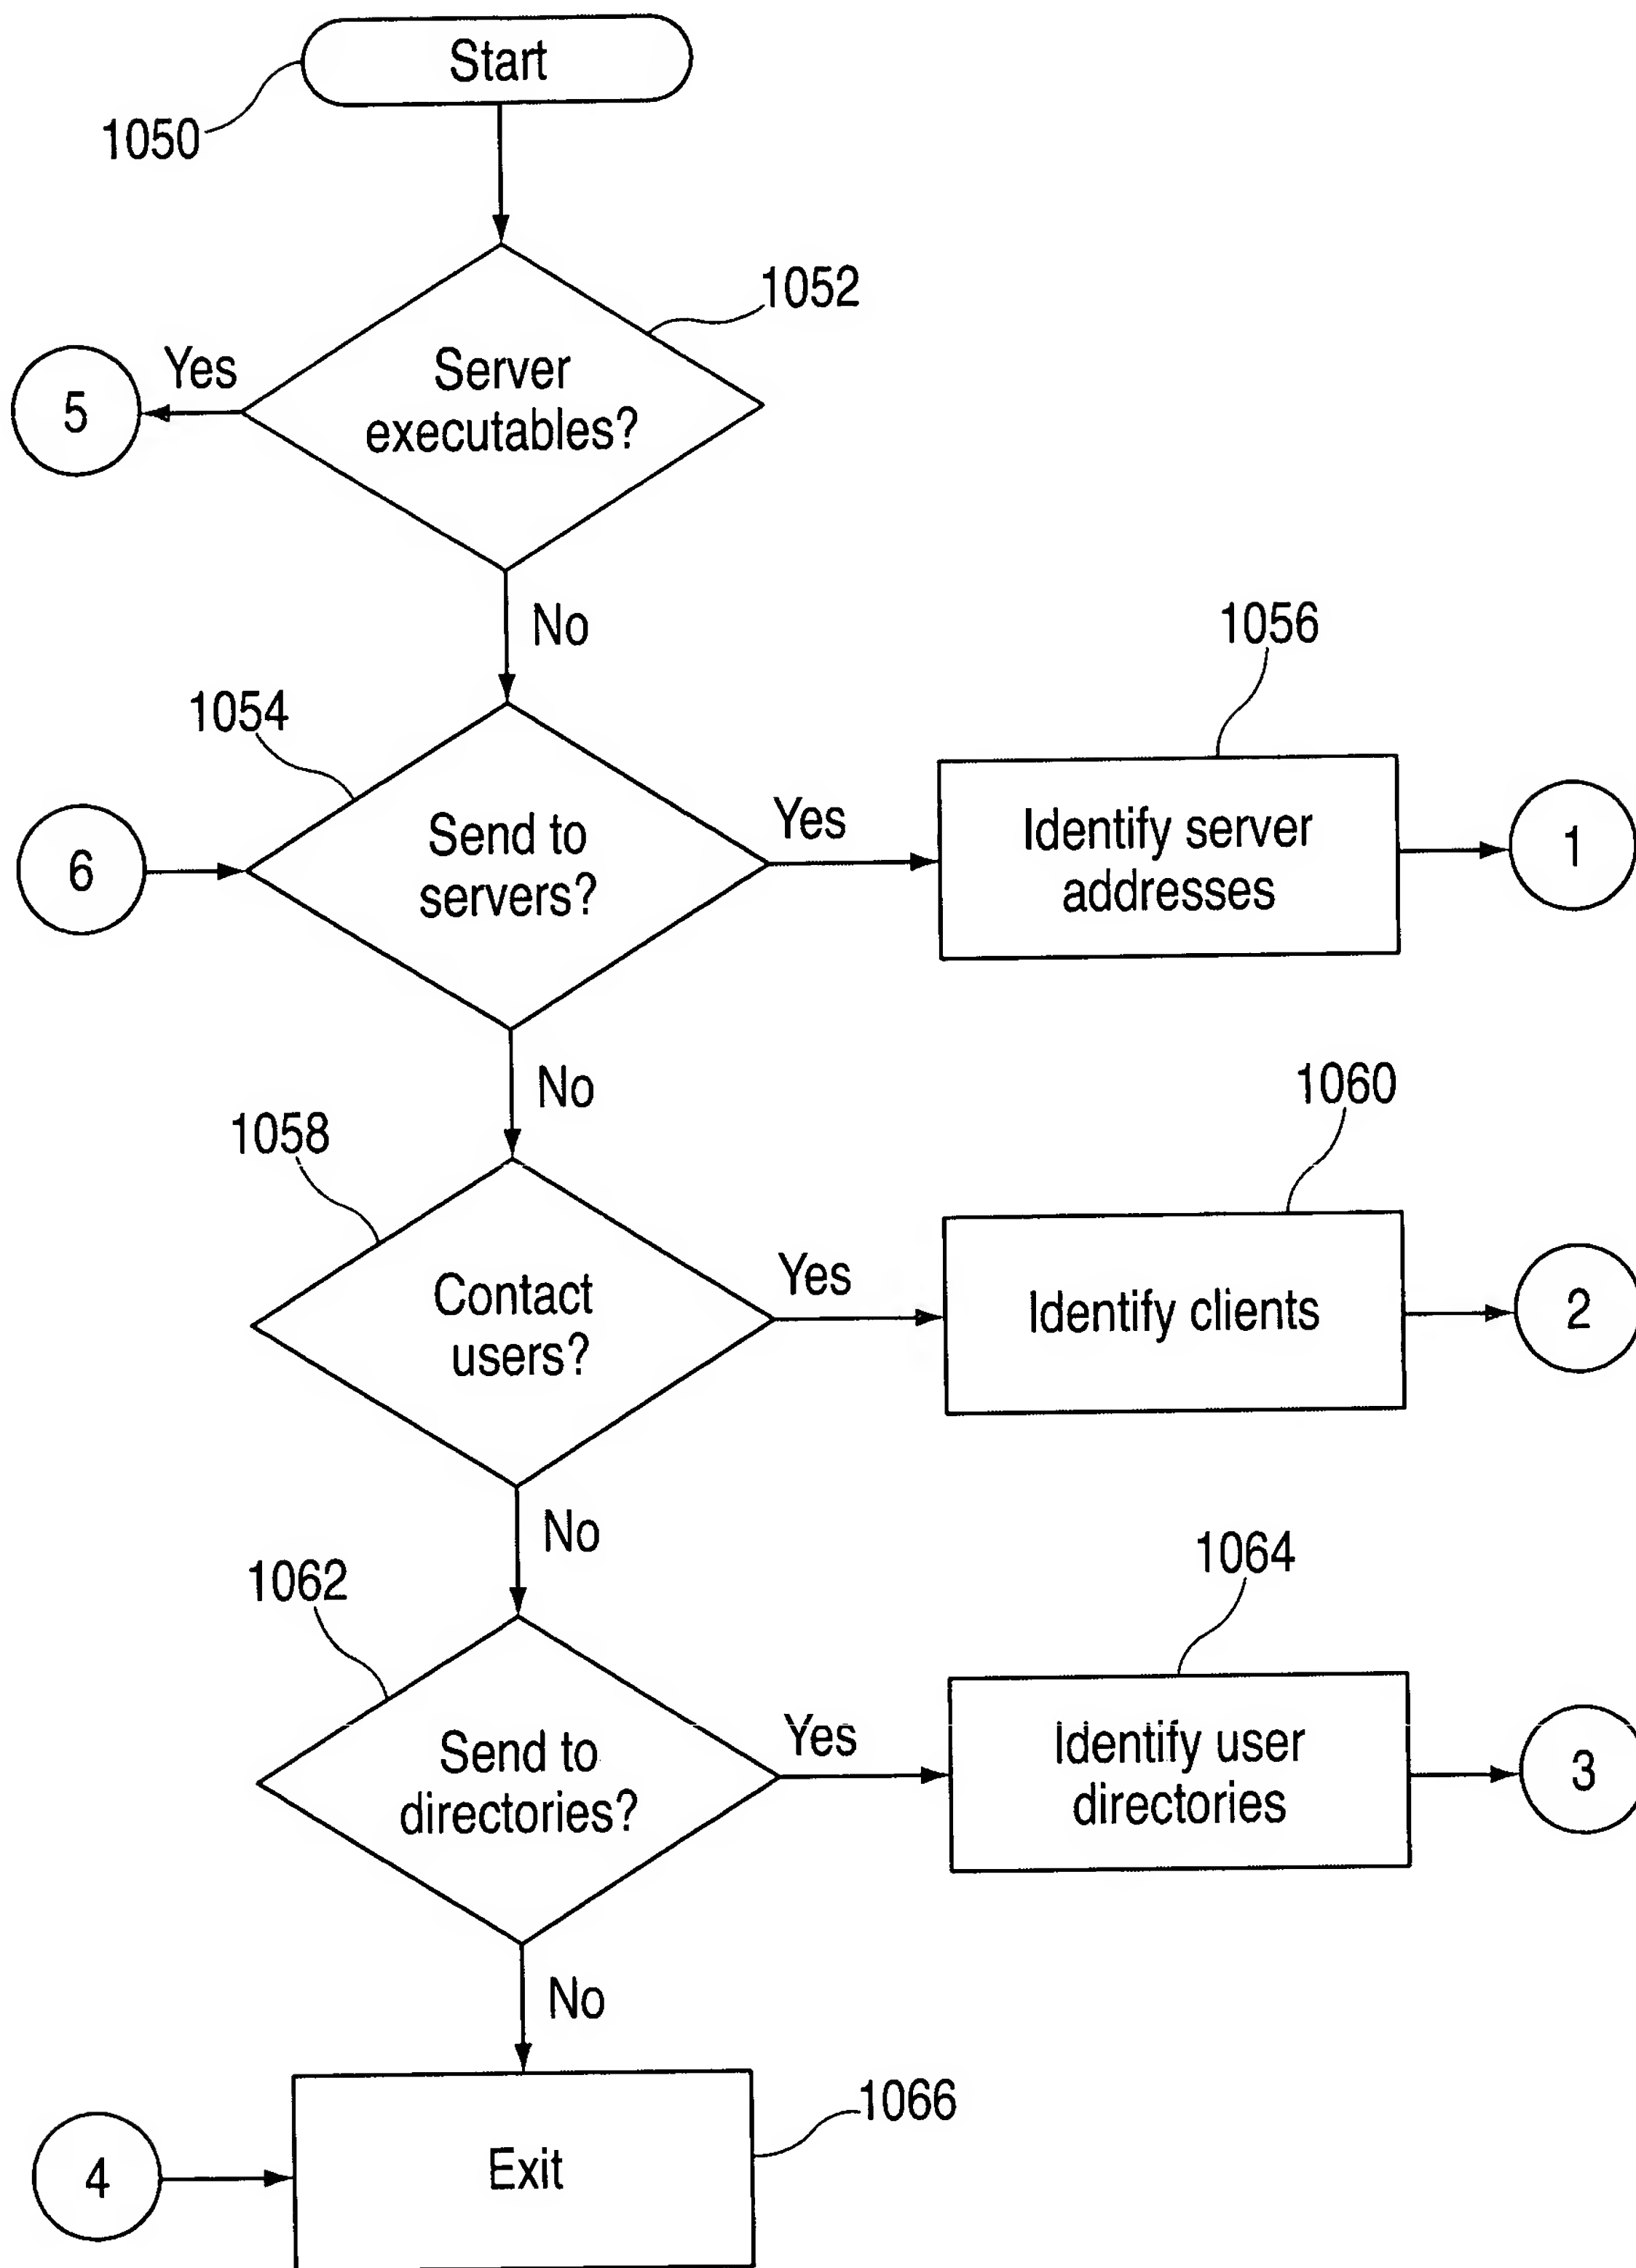 Start
1050
1052
Server
executables?
Yes
5
No
1056
1054
Send to
servers?
Yes
Identify server
addresses
1
6
No
1060
1058
Contact
users?
Yes
Identify clients
2
No
1064
1062
Send to
directories?
Yes
Identify user
directories
3
No
1066
Exit
4